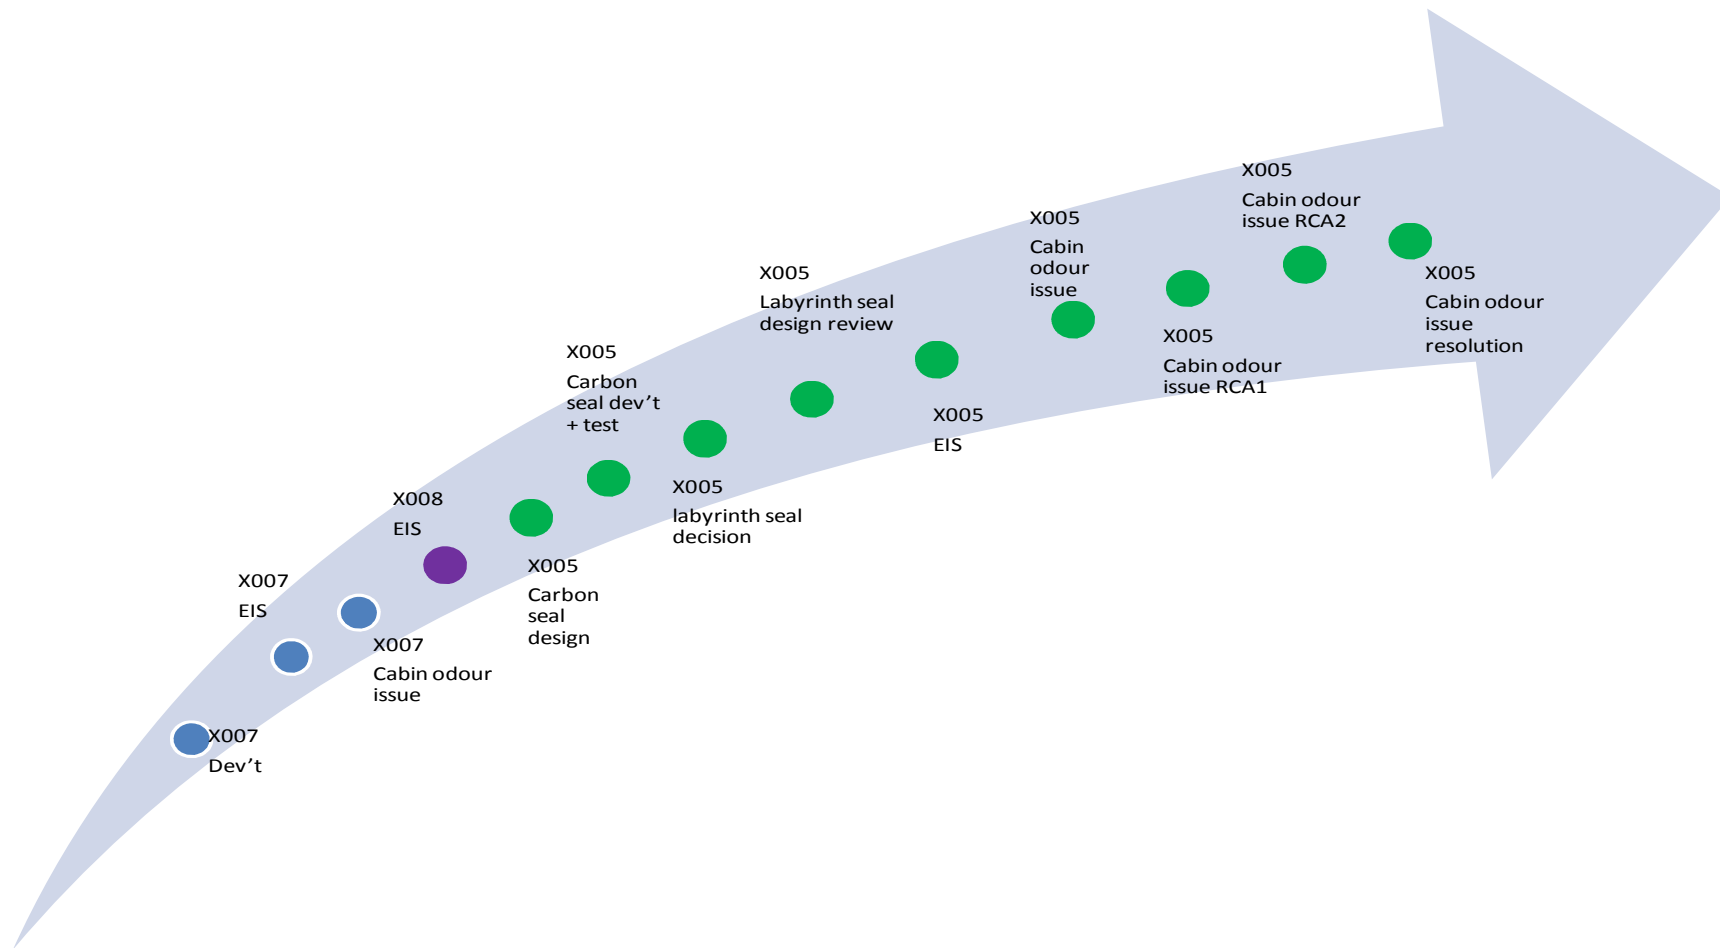 X007
Dev’t
X007
EIS
X007
Cabin odour
issue
X008
EIS
X005
Carbon
seal
design
X005
Carbon
seal dev’t
+ test
X005
labyrinth seal
decision
X005
Labyrinth seal
design review
X005
EIS
X005
Cabin
odour
issue
X005
Cabin odour
issue RCA1
X005
Cabin odour
issue RCA2
X005
Cabin odour
issue
resolution